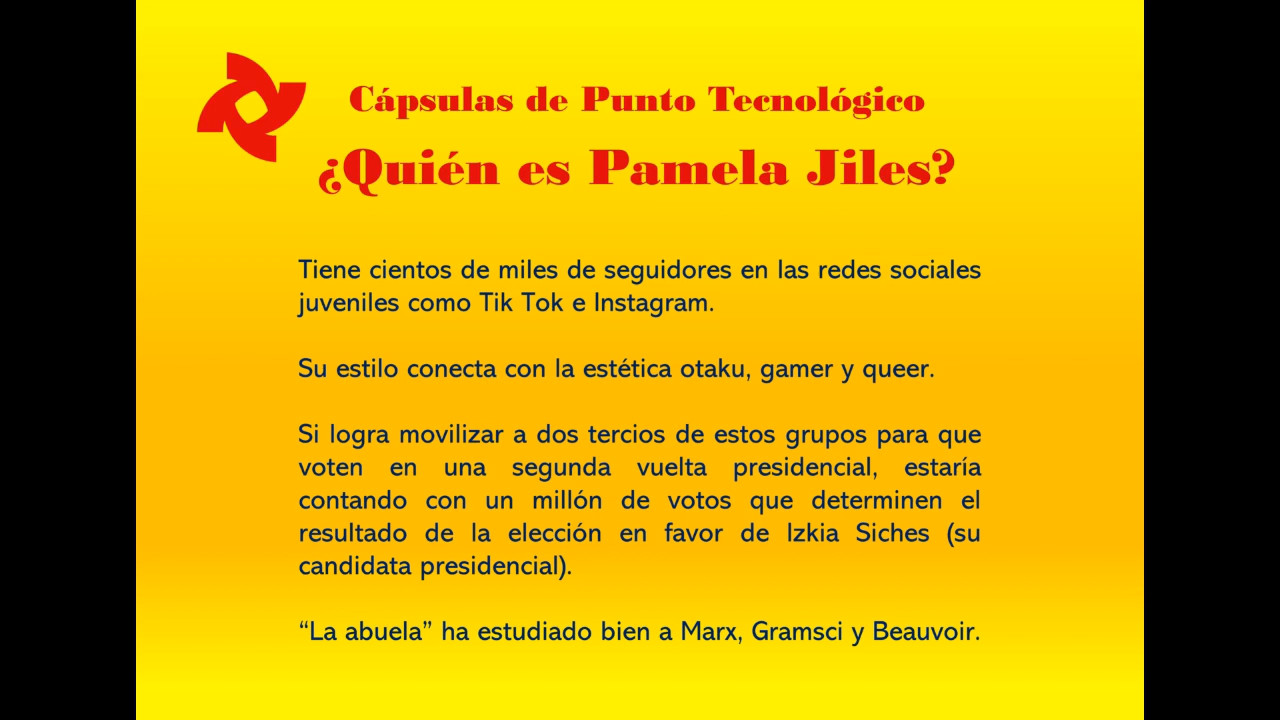 Cápsulas de Punto Tecnológico
¿Quién es Pamela Jiles?
Tiene cientos de miles de seguidores en las redes sociales
juveniles como Tik Tok e Instagram.
Su estilo conecta con la estética otaku, gamer y queer.
Si logra movilizar a dos tercios de estos grupos para que
voten en una segunda vuelta presidencial, estaría
contando con un millón de votos que determinen el
resultado de la elección en favor de Izkia Siches (su
candidata presidencial).
“La abuela” ha estudiado bien a Marx, Gramsci y Beauvoir.